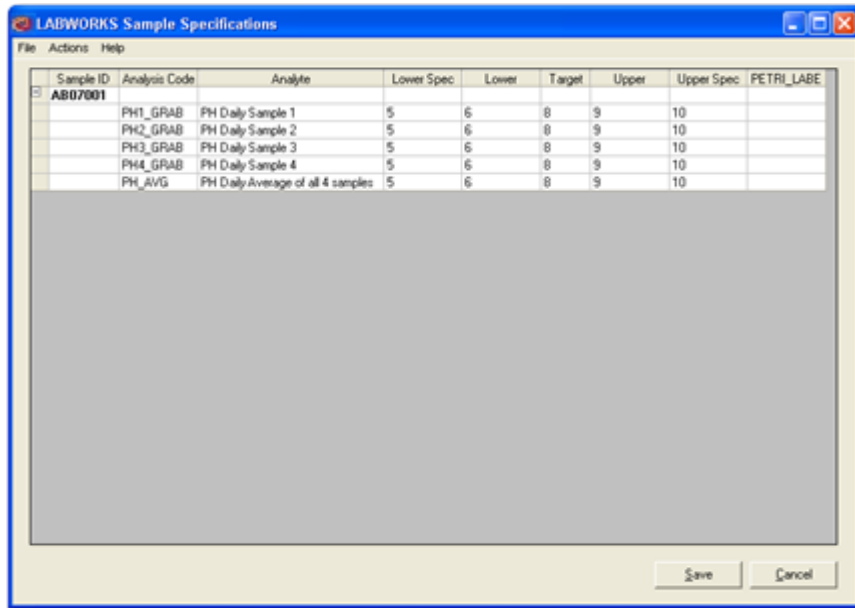 LABWORKS Sample Specifications
File Actions Help
Sample ID Analysis Code Analyte Lower Spec Lower Target Upper Upper Spec PETRI_LABE
AB07001
PH1_GRAB PH Daily Sample 1 5 6 8 9 10
PH2_GRAB PH Daily Sample 2 5 6 8 9 10
PH3_GRAB PH Daily Sample 3 5 6 8 9 10
PH4_GRAB PH Daily Sample 4 5 6 8 9 10
PH_AVG PH Daily Average of all 4 samples 5 6 8 9 10
Save Cancel